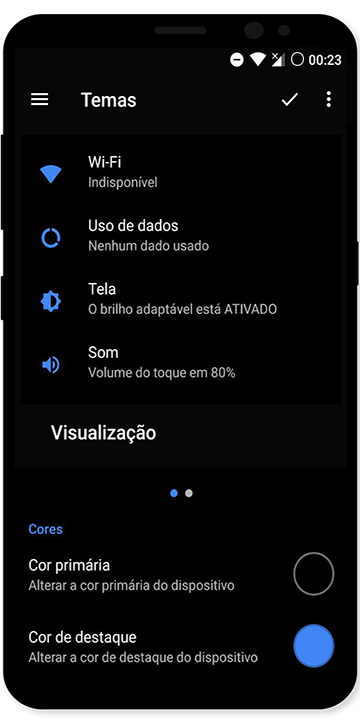 00:23
Temas
Wi-Fi
Indisponível
Uso de dados
Nenhum dado usado
Tela
O brilho adaptável está ATIVADO
Som
Volume do toque em 80%
Visualização
Cores
Cor primária
Alterar a cor primária do dispositivo
Cor de destaque
Alterar a cor de destaque do dispositivo